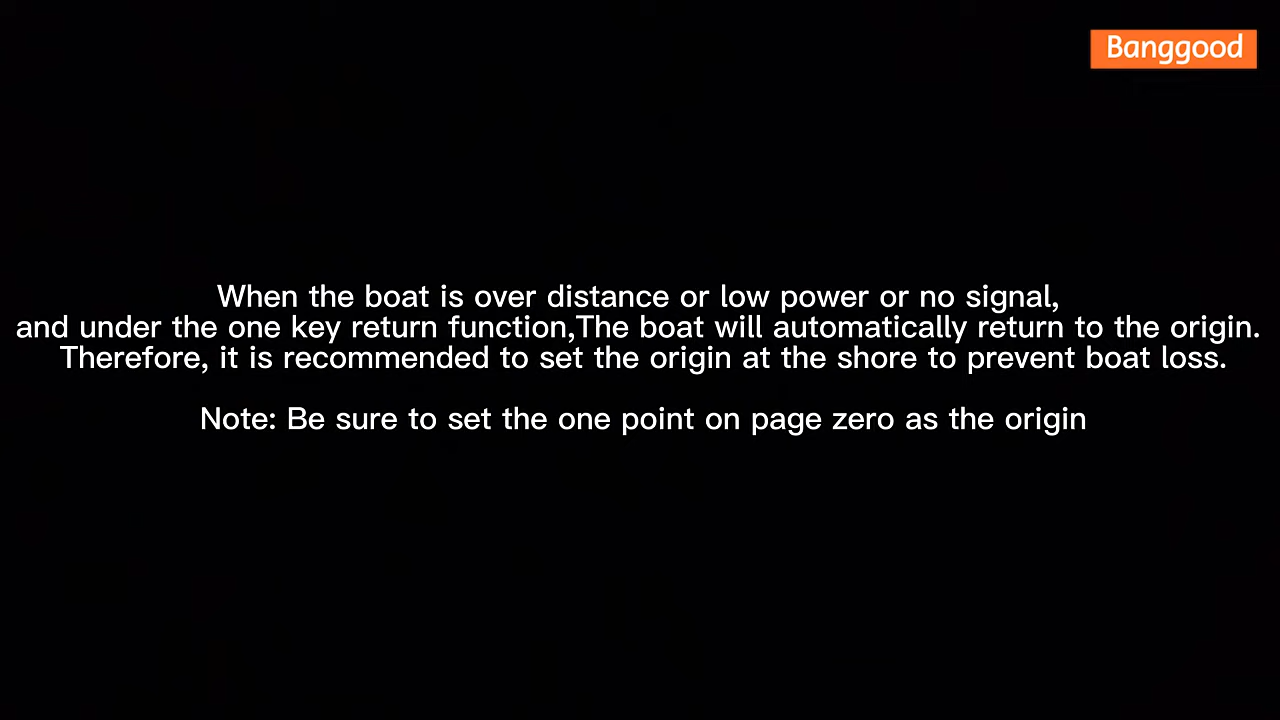 Banggood
When the boat is over distance or low power or no signal,
and under the one key return function,The boat will automatically return to the origin.
Therefore, it is recommended to set the origin at the shore to prevent boat loss.
Note: Be sure to set the one point on page zero as the origin